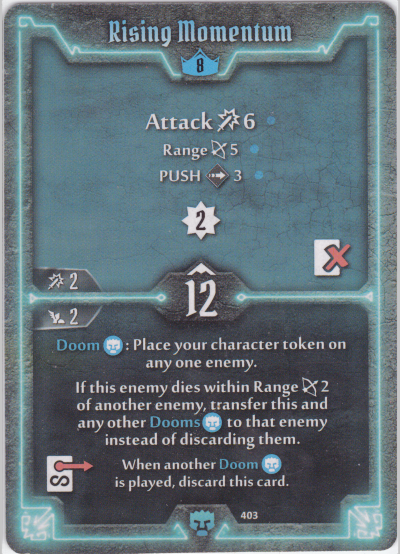 Rising Momentum
8
Attack 6
Range 5
PUSH 3
2
2
12
2
Doom : Place your character token on
any one enemy.
If this enemy dies within Range 2
of another enemy, transfer this and
any other Dooms to that enemy
instead of discarding them.
When another Doom
is played, discard this card.
403